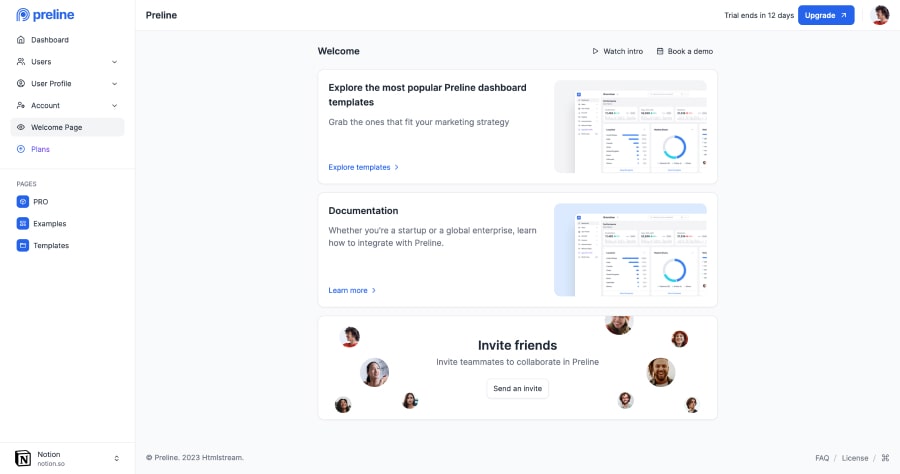 preline
Dashboard
Users
User Profile
Account
Welcome Page
Plans
PAGES
PRO
Examples
Templates
Notion
notion.so
Preline
Trial ends in 12 days
Upgrade
Welcome
Watch intro
Book a demo
Explore the most popular Preline dashboard
templates
Grab the ones that fit your marketing strategy
Explore templates
Documentation
Whether you're a startup or a global enterprise, learn
how to integrate with Preline.
Learn more
Invite friends
Invite teammates to collaborate in Preline
Send an invite
© Preline. 2023 Htmlstream.
FAQ / License /